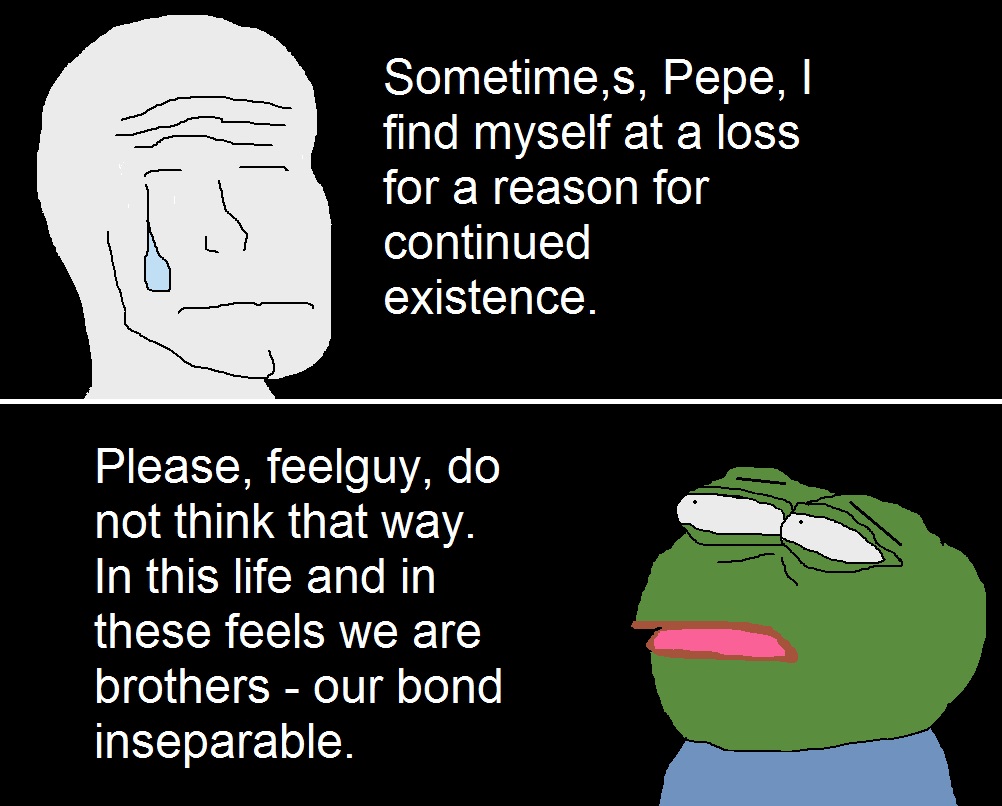 Sometime,s, Pepe, I
find myself at a loss
for a reason for
continued
existence.
Please, feelguy, do
not think that way.
In this life and in
these feels we are
brothers - our bond
inseparable.